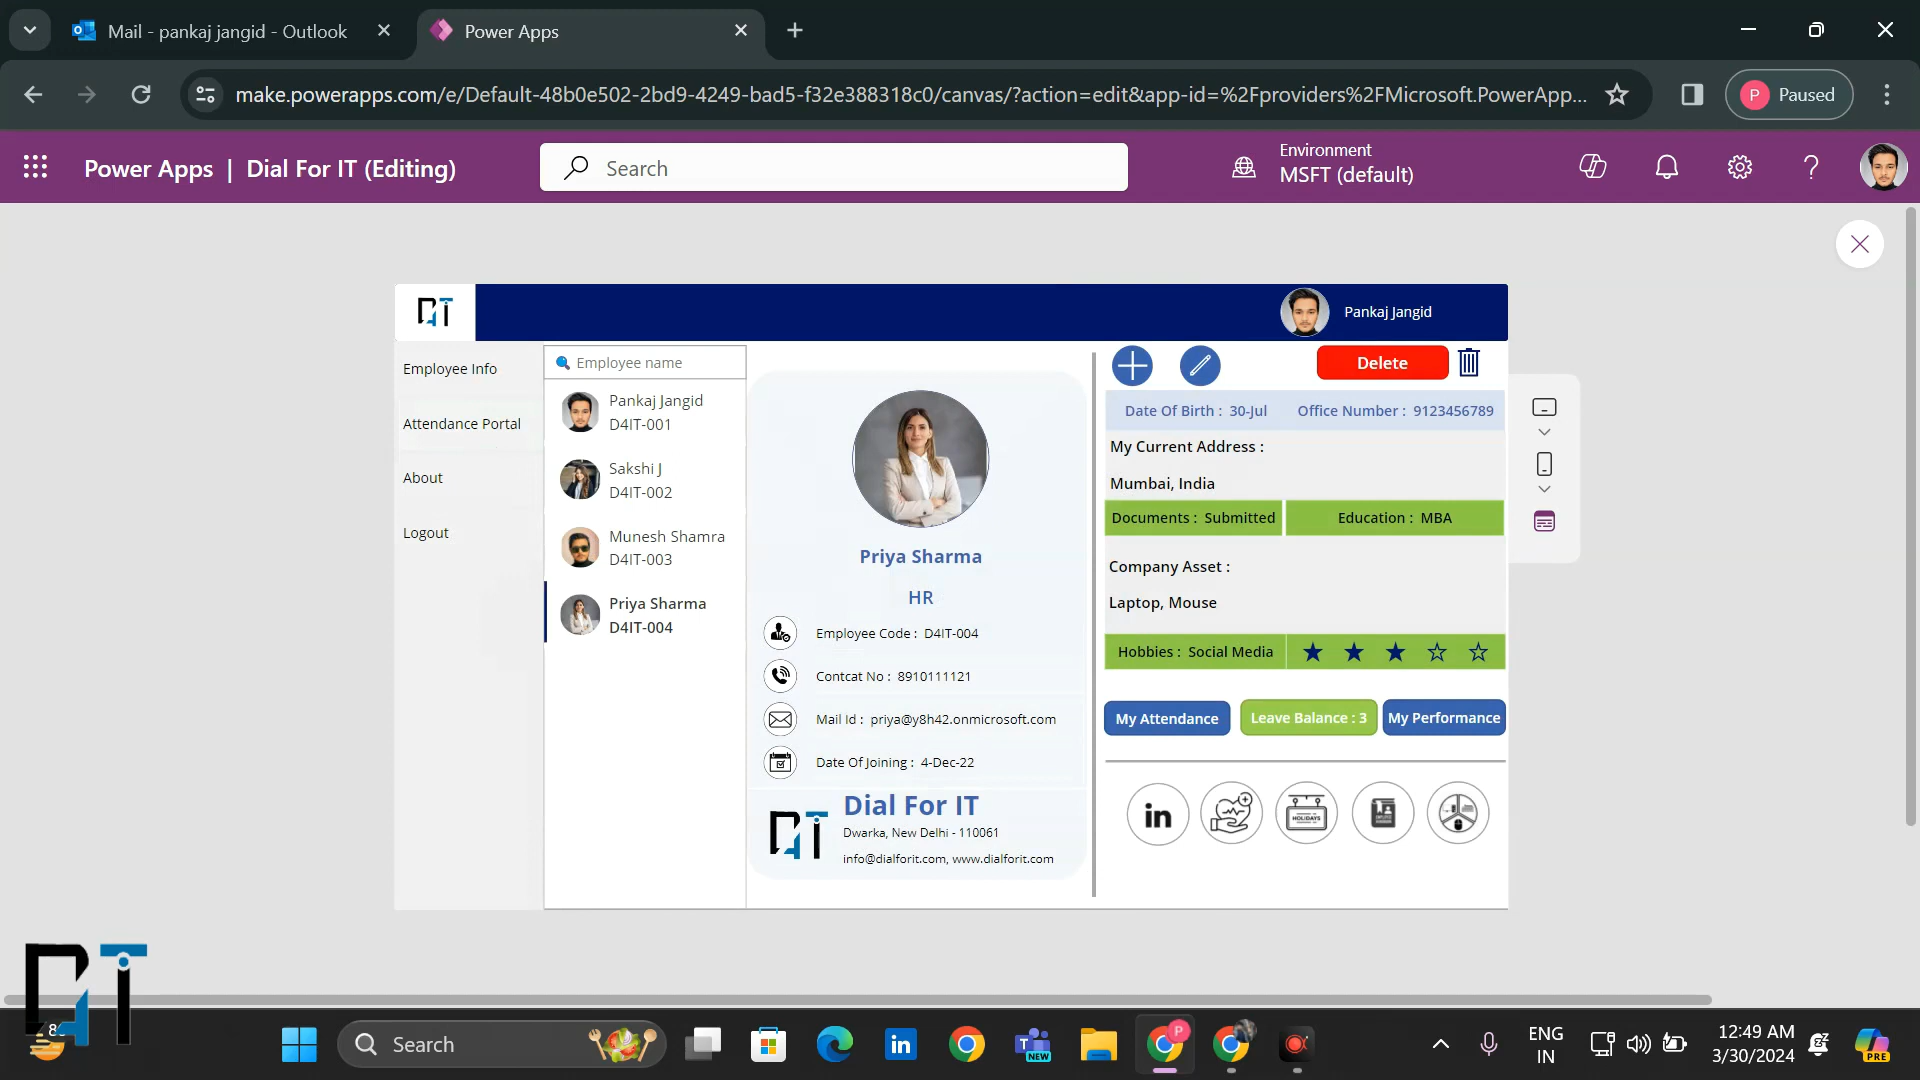 Mail - pankaj jangid - Outlook
Power Apps
make.powerapps.com/e/Default-48b0e502-2bd9-4249-bad5-f32e388318c0/canvas/?action=edit&app-id=%2Fproviders%2FMicrosoft.PowerApp...
P Paused
Power Apps | Dial For IT (Editing)
Search
Environment
MSFT (default)
Pankaj Jangid
Employee Info
Attendance Portal
About
Logout
Employee name
Pankaj Jangid
D4IT-001
Sakshi J
D4IT-002
Munesh Shamra
D4IT-003
Priya Sharma
D4IT-004
Priya Sharma
HR
Employee Code : D4IT-004
Contcat No : 8910111121
Mail Id : priya@y8h42.onmicrosoft.com
Date Of Joining : 4-Dec-22
Dial For IT
Dwarka, New Delhi - 110061
info@dialforit.com, www.dialforit.com
Delete
Date Of Birth : 30-Jul Office Number : 9123456789
My Current Address :
Mumbai, India
Documents : Submitted Education : MBA
Company Asset :
Laptop, Mouse
Hobbies : Social Media
My Attendance Leave Balance : 3 My Performance
in
HOLIDAYS
Search
NEW
ENG
IN
12:49 AM
3/30/2024
PRE